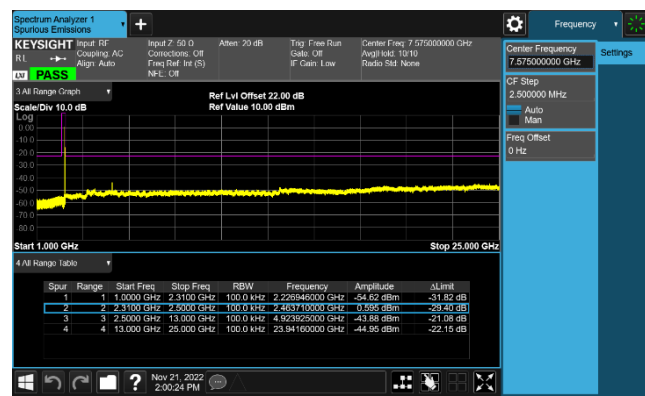 Spectrum Analyzer 1
Spurious Emissions
+
Frequency
KEYSIGHT
RL
LXI
PASS
Input: RF
Coupling: AC
Align: Auto
Input Z: 50 Ω
Corrections: Off
Freq Ref: Int (S)
NFE: Off
Atten: 20 dB
Trig: Free Run
Gate: Off
IF Gain: Low
Center Freq: 7.575000000 GHz
Avg|Hold: 10/10
Radio Std: None
Center Frequency
7.575000000 GHz
Settings
CF Step
2.500000 MHz
Auto
Man
Freq Offset
0 Hz
3 All Range Graph
Scale/Div 10.0 dB
Ref Lvl Offset 22.00 dB
Ref Value 10.00 dBm
Log
0.00
-10.0
-20.0
-30.0
-40.0
-50.0
-60.0
-70.0
-80.0
Start 1.000 GHz
Stop 25.000 GHz
4 All Range Table
Spur Range Start Freq Stop Freq RBW Frequency Amplitude ΔLimit
1 1 1.0000 GHz 2.3100 GHz 100.0 kHz 2.226946000 GHz -54.62 dBm -31.82 dB
2 2 2.3100 GHz 2.5000 GHz 100.0 kHz 2.463710000 GHz 0.595 dBm -29.40 dB
3 3 2.5000 GHz 13.000 GHz 100.0 kHz 4.923925000 GHz -43.88 dBm -21.08 dB
4 4 13.000 GHz 25.000 GHz 100.0 kHz 23.94160000 GHz -44.95 dBm -22.15 dB
?
Nov 21, 2022
2:00:24 PM